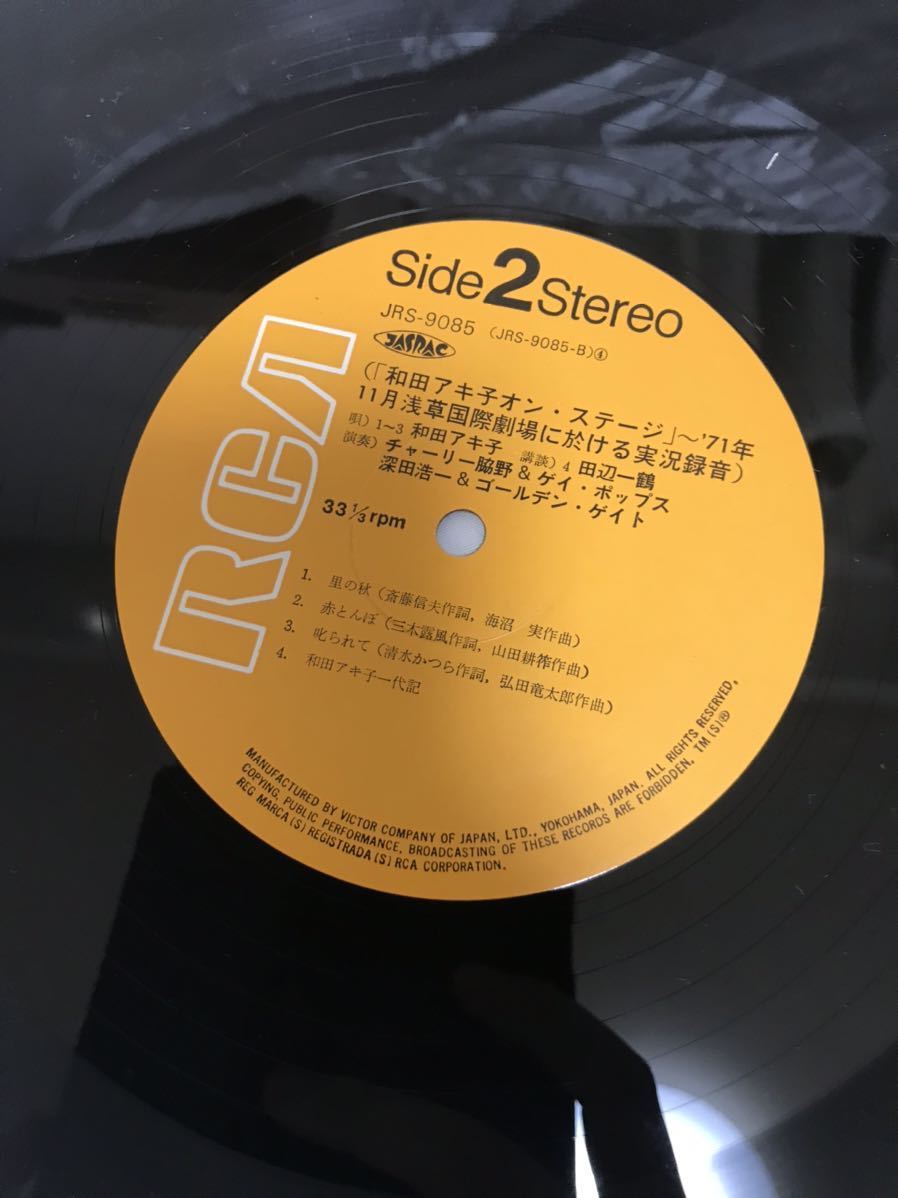 Side 2 Stereo
JRS-9085 (JRS-9085-B)④
JASRAC
RCA
(「和田アキ子オン・ステージ」～'71年
11月浅草国際劇場に於ける実況録音)
唄) 1~3 和田アキ子 講談) 4 田辺一鶴
演奏) チャーリー脇野 & ゲイ・ポップス
深田浩一 & ゴールデン・ゲイト
33 1/3 rpm
1. 里の秋 (斎藤信夫作詞, 海沼 実作曲)
2. 赤とんぼ (三木露風作詞, 山田耕筰作曲)
3. 叱られて (清水かつら作詞, 弘田竜太郎作曲)
4. 和田アキ子一代記
MANUFACTURED BY VICTOR COMPANY OF JAPAN, LTD., YOKOHAMA, JAPAN. ALL RIGHTS RESERVED.
COPYING, PUBLIC PERFORMANCE, BROADCASTING OF THESE RECORDS ARE FORBIDDEN. TM(S)®
REG MARCA(S) REGISTRADA(S) RCA CORPORATION.